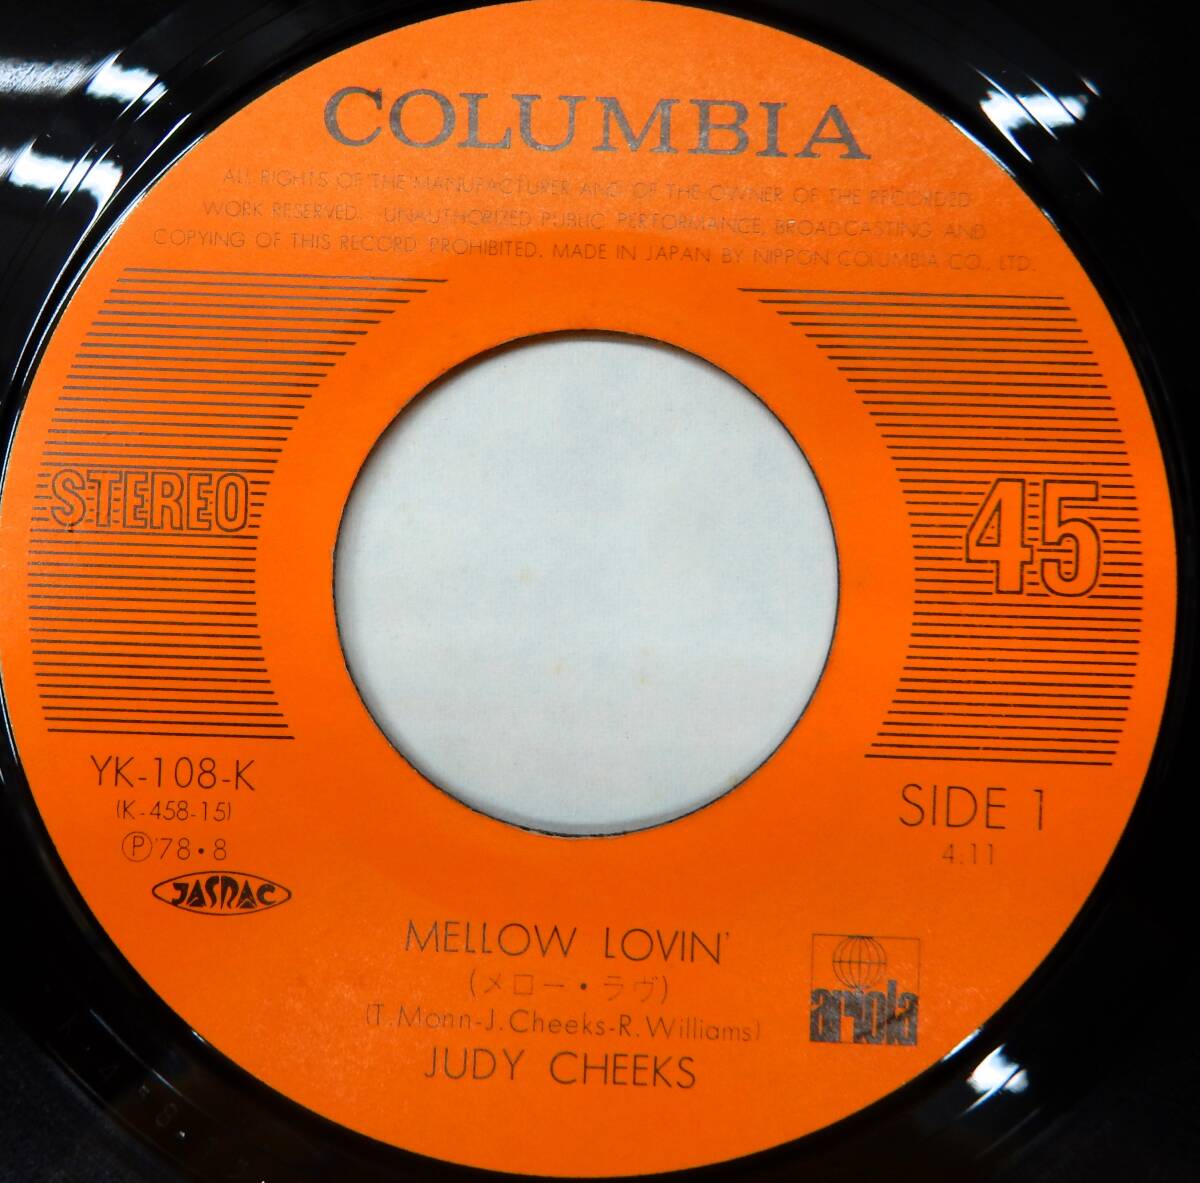 COLUMBIA
ALL RIGHTS OF THE MANUFACTURER AND OF THE OWNER OF THE RECORDED
WORK RESERVED. UNAUTHORIZED PUBLIC PERFORMANCE, BROADCASTING AND
COPYING OF THIS RECORD PROHIBITED. MADE IN JAPAN BY NIPPON COLUMBIA CO., LTD.
STEREO
45
YK-108-K
(K-458-15)
Ⓟ'78・8
JASRAC
SIDE 1
4:11
MELLOW LOVIN'
(メロー・ラヴ)
(T.Monn-J.Cheeks-R.Williams)
JUDY CHEEKS
ariola